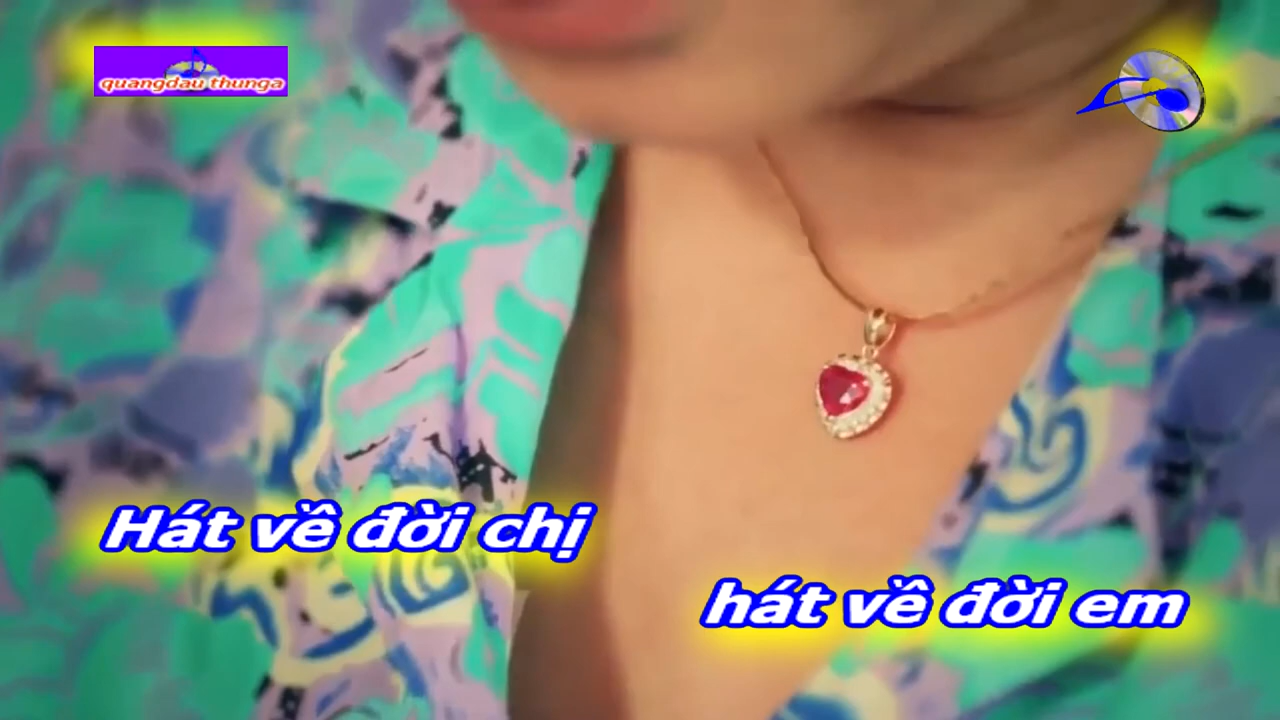 quangdau thunga
Hát về đời chị
hát về đời em